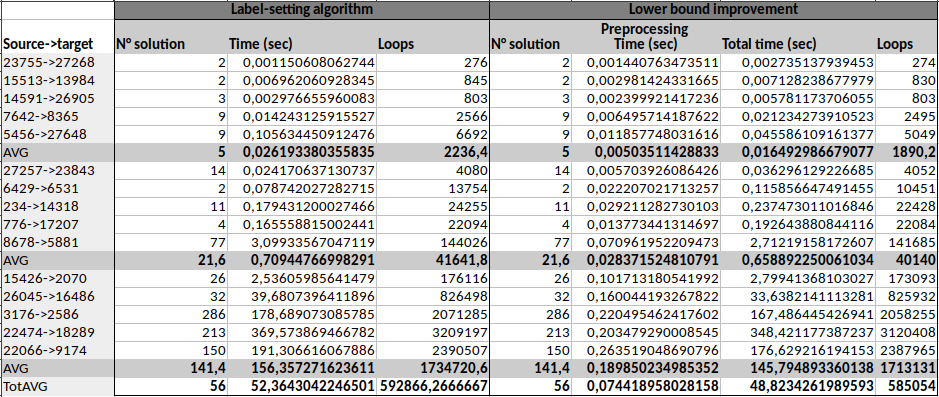 Label-setting algorithm Lower bound improvement
Source->target N° solution Time (sec) Loops N° solution Preprocessing Time (sec) Total time (sec) Loops
23755->27268 2 0,001150608062744 276 2 0,001440763473511 0,002735137939453 274
15513->13984 2 0,006962060928345 845 2 0,002981424331665 0,007128238677979 830
14591->26905 3 0,002976655960083 803 3 0,002399921417236 0,005781173706055 803
7642->8365 9 0,014243125915527 2566 9 0,006495714187622 0,021234273910523 2495
5456->27648 9 0,105634450912476 6692 9 0,011857748031616 0,045586109161377 5049
AVG 5 0,026193380355835 2236,4 5 0,00503511428833 0,016492986679077 1890,2
27257->23843 14 0,024170637130737 4080 14 0,005703926086426 0,036296129226685 4052
6429->6531 2 0,078742027282715 13754 2 0,022207021713257 0,115856647491455 10451
234->14318 11 0,179431200027466 24255 11 0,029211282730103 0,237473011016846 22428
776->17207 4 0,165558815002441 22094 4 0,013773441314697 0,192643880844116 22084
8678->5881 77 3,09933567047119 144026 77 0,070961952209473 2,71219158172607 141685
AVG 21,6 0,70944766998291 41641,8 21,6 0,028371524810791 0,658892250061034 40140
15426->2070 26 2,53605985641479 176116 26 0,101713180541992 2,79941368103027 173093
26045->16486 32 39,6807396411896 826498 32 0,160044193267822 33,6382141113281 825932
3176->2586 286 178,689073085785 2071285 286 0,220495462417602 167,486445426941 2058255
22474->18289 213 369,573869466782 3209197 213 0,203479290008545 348,421177387237 3120408
22066->9174 150 191,306616067886 2390507 150 0,263519048690796 176,629216194153 2387965
AVG 141,4 156,357271623611 1734720,6 141,4 0,189850234985352 145,794893360138 1713131
TotAVG 56 52,3643042246501 592866,2666667 56 0,074418958028158 48,8234261989593 585054